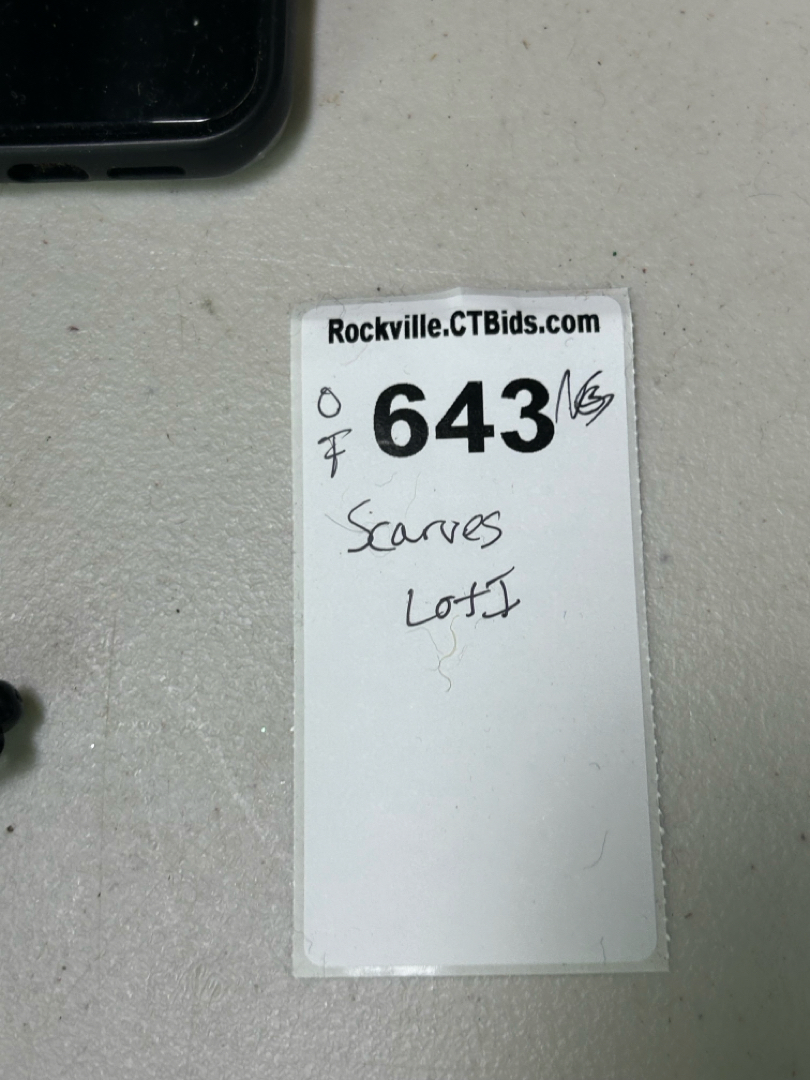 Rockville.CTBids.com
O 643
F
Scarves
Lot I